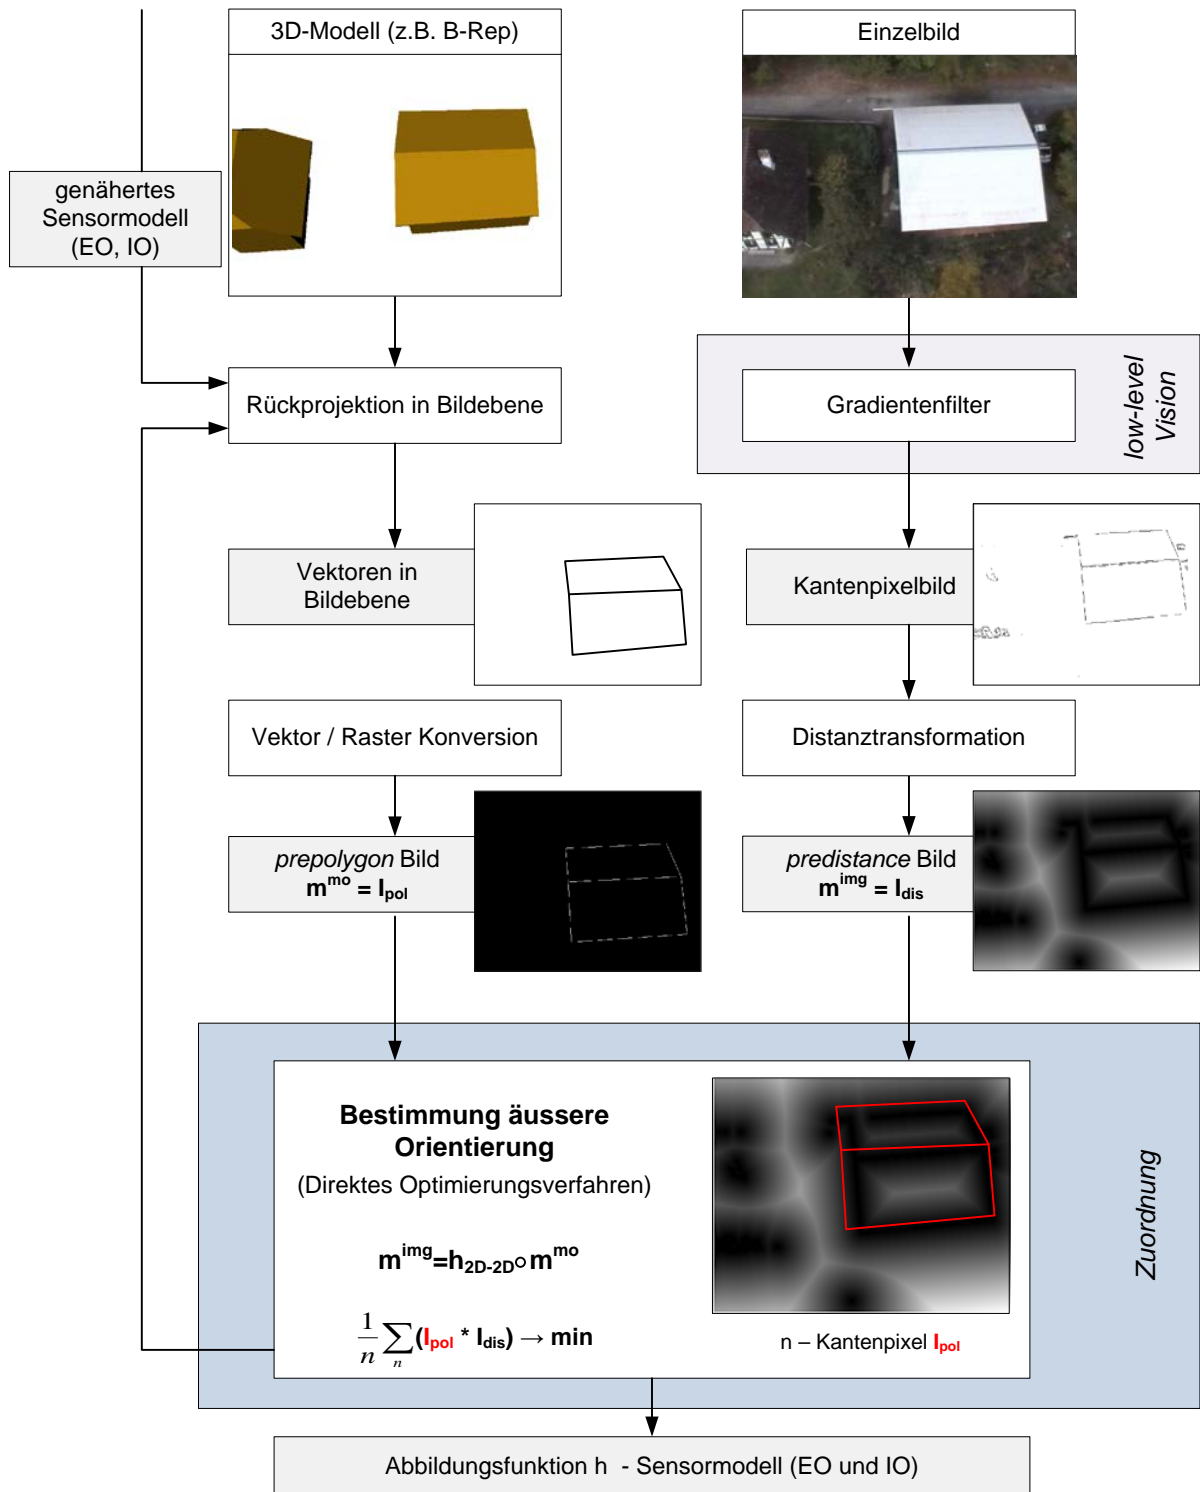 3D-Modell (z.B. B-Rep)
Einzelbild
genähertes
Sensormodell
(EO, IO)
Rückprojektion in Bildebene
Gradientenfilter
low-level
Vision
Vektoren in
Bildebene
Kantenpixelbild
Vektor / Raster Konversion
Distanztransformation
prepolygon Bild
m^mo = I_pol
predistance Bild
m^img = I_dis
Bestimmung äussere
Orientierung
(Direktes Optimierungsverfahren)
m^img=h_2D-2D∘m^mo
1/n ∑_n (I_pol * I_dis) → min
n – Kantenpixel I_pol
Zuordnung
Abbildungsfunktion h - Sensormodell (EO und IO)